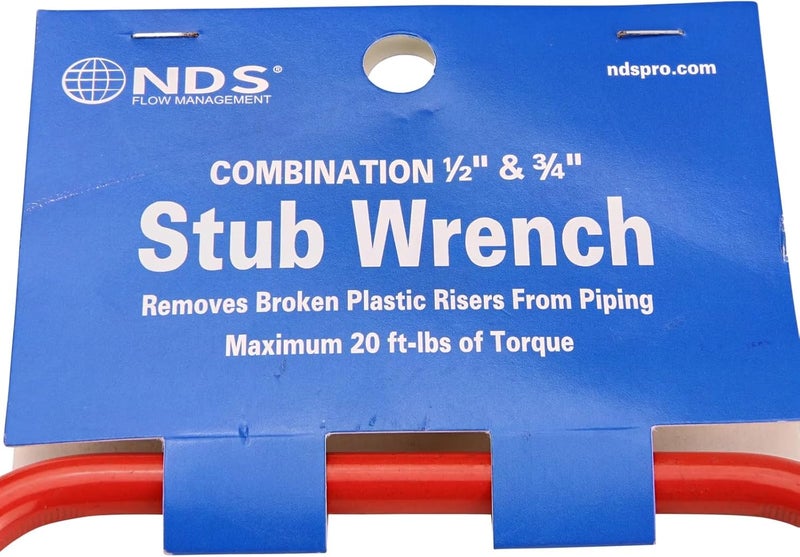 NDS®
FLOW MANAGEMENT
ndspro.com
COMBINATION ½" & ¾"
Stub Wrench
Removes Broken Plastic Risers From Piping
Maximum 20 ft-lbs of Torque